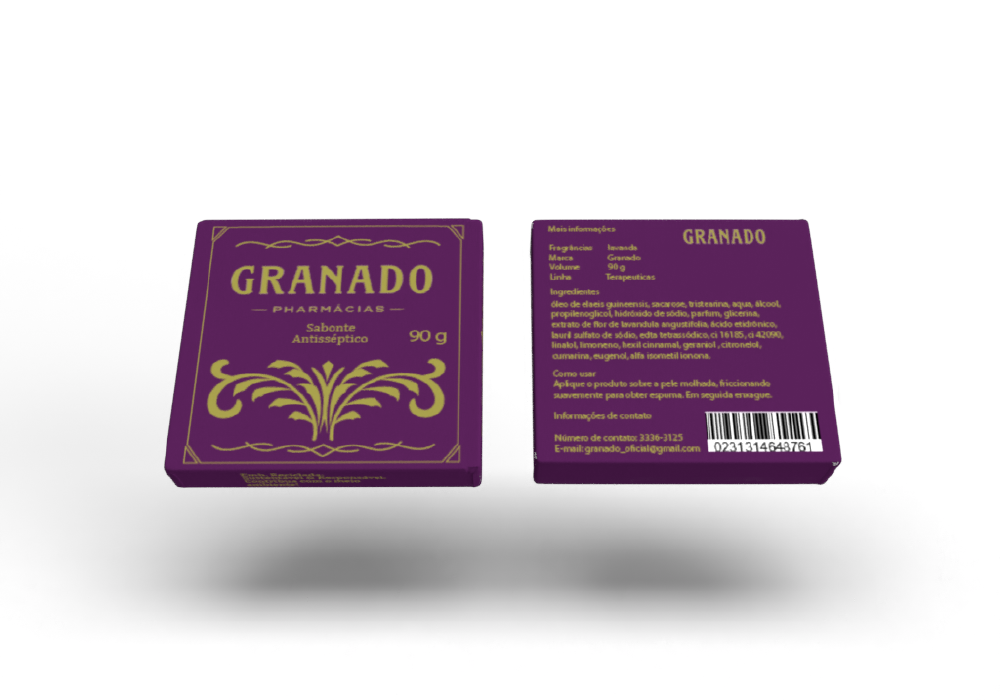 GRANADO
PHARMÁCIAS
Sabonte
Antisséptico
90 g
Mais informações
GRANADO
Fragrâncias lavanda
Marca Granado
Volume 90 g
Linha Terapeuticas
Ingredientes
óleo de elaeis guineensis, sacarose, tristearina, aqua, álcool,
propilenoglicol, hidróxido de sódio, parfum, glicerina,
extrato de flor de lavandula angustifolia, ácido etidrônico,
lauril sulfato de sódio, edta tetrassódico, ci 16185, ci 42090,
linalol, limoneno, hexil cinnamal, geraniol , citronelol,
cumarina, eugenol, alfa isometil ionona.
Como usar
Aplique o produto sobre a pele molhada, friccionando
suavemente para obter espuma. Em seguida enxague.
Informações de contato
Número de contato: 3336-3125
E-mail: granado_oficial@gmail.com
0231314648761